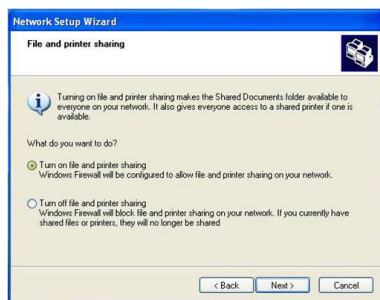 Network Setup Wizard
File and printer sharing
Turning on file and printer sharing makes the Shared Documents folder available to
everyone on your network. It also gives everyone access to a shared printer if one is
available.
What do you want to do?
Turn on file and printer sharing
Windows Firewall will be configured to allow file and printer sharing on your network.
Turn off file and printer sharing
Windows Firewall will block file and printer sharing on your network. If you currently have
shared files or printers, they will no longer be shared
< Back Next > Cancel